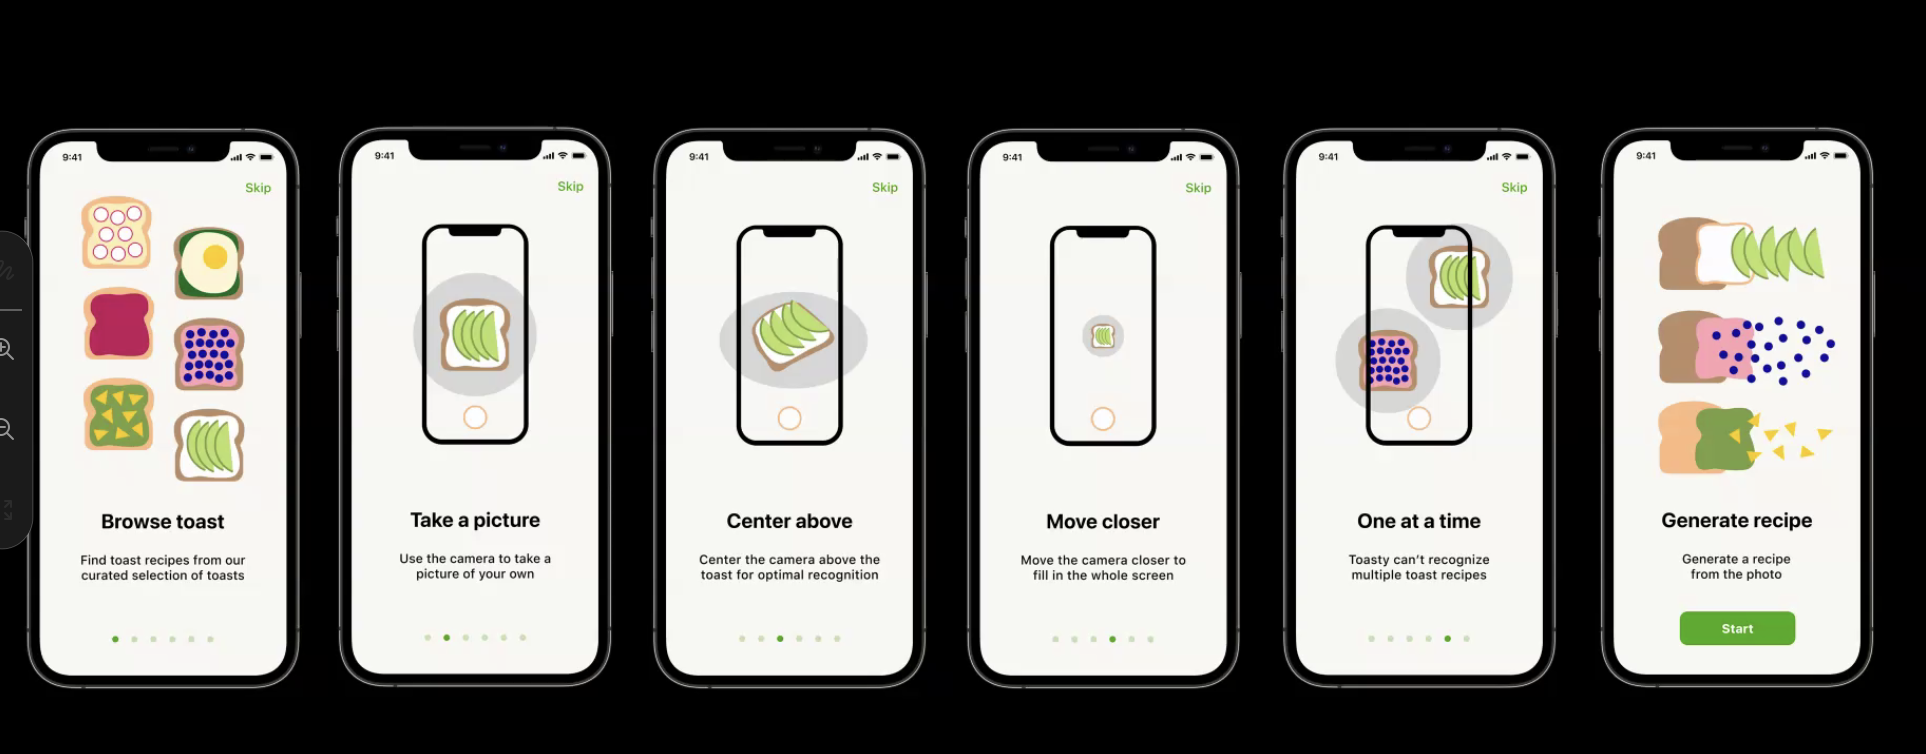 9:41
Skip
Browse toast
Find toast recipes from our
curated selection of toasts
9:41
Skip
Take a picture
Use the camera to take a
picture of your own
9:41
Skip
Center above
Center the camera above the
toast for optimal recognition
9:41
Skip
Move closer
Move the camera closer to
fill in the whole screen
9:41
Skip
One at a time
Toasty can’t recognize
multiple toast recipes
9:41
Generate recipe
Generate a recipe
from the photo
Start